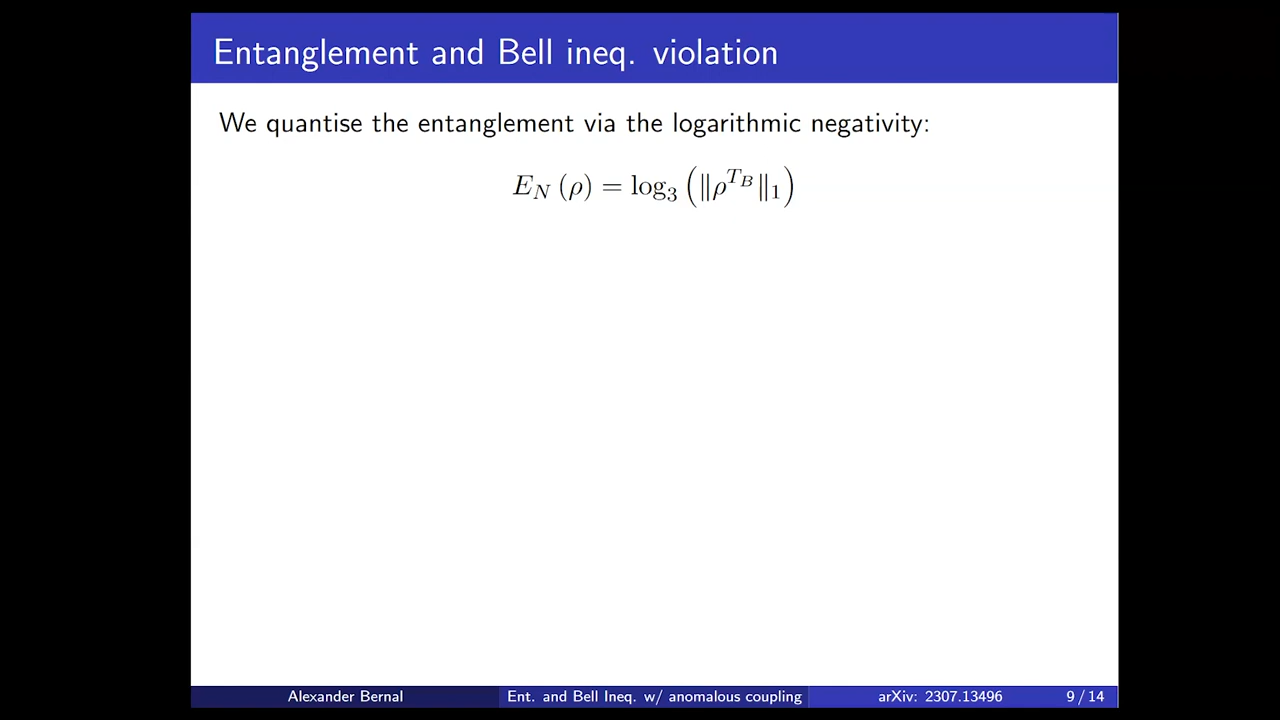 Entanglement and Bell ineq. violation
We quantise the entanglement via the logarithmic negativity:
E_N (ρ) = log_3 (‖ρ^{T_B}‖_1)
Alexander Bernal Ent. and Bell Ineq. w/ anomalous coupling arXiv: 2307.13496 9 / 14